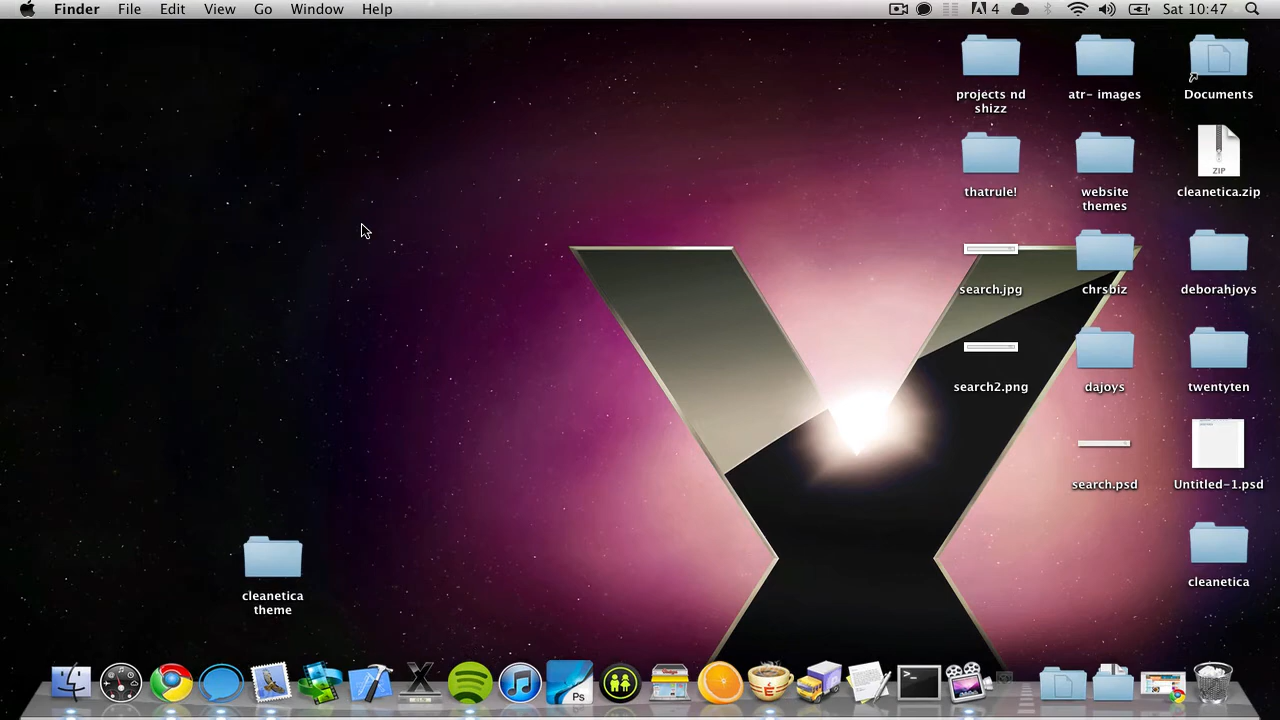 Finder File Edit View Go Window Help 4 Sat 10:47
projects nd shizz
atr- images
Documents
thatrule!
website themes
ZIP
cleanetica.zip
search.jpg
chrsbiz
deborahjoys
search2.png
dajoys
twentyten
search.psd
Untitled-1.psd
cleanetica theme
cleanetica
Ps